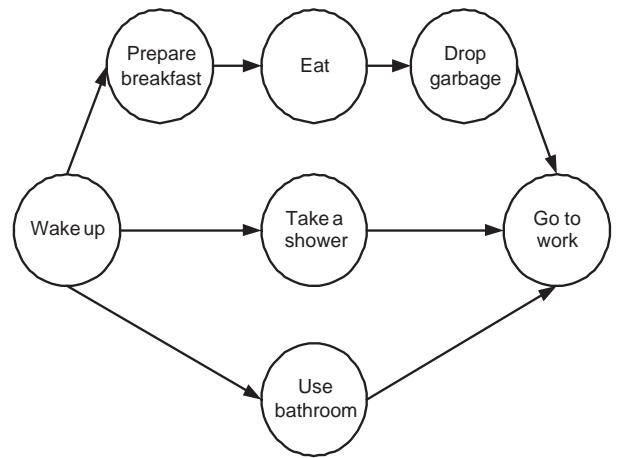 Prepare
breakfast
Eat
Drop
garbage
Wake up
Take a
shower
Go to
work
Use
bathroom